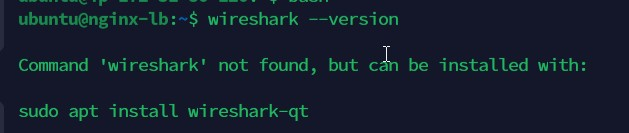 ubuntu@nginx-lb:~$ wireshark --version
Command 'wireshark' not found, but can be installed with:
sudo apt install wireshark-qt